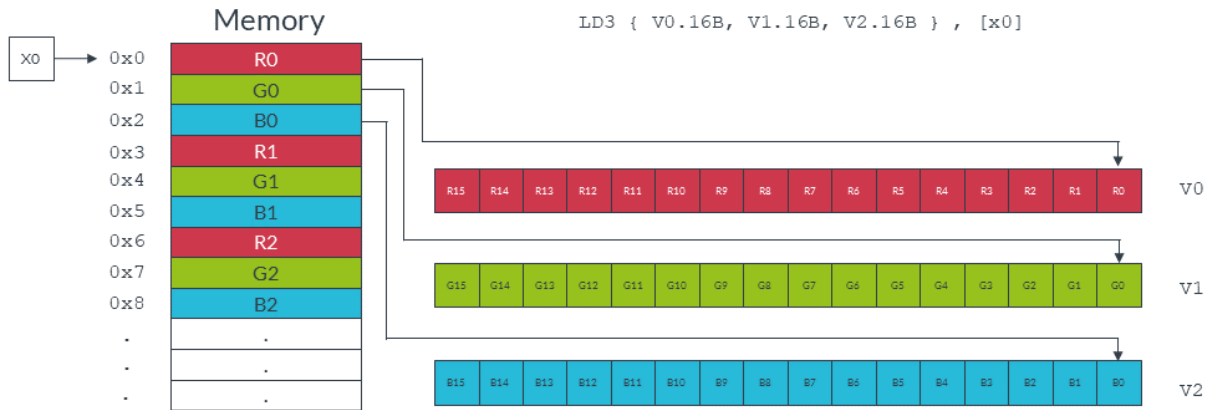 Memory
LD3 { V0.16B, V1.16B, V2.16B } , [x0]
X0
0x0 R0
0x1 G0
0x2 B0
0x3 R1
0x4 G1
0x5 B1
0x6 R2
0x7 G2
0x8 B2
. .
. .
. .
R15 R14 R13 R12 R11 R10 R9 R8 R7 R6 R5 R4 R3 R2 R1 R0 V0
G15 G14 G13 G12 G11 G10 G9 G8 G7 G6 G5 G4 G3 G2 G1 G0 V1
B15 B14 B13 B12 B11 B10 B9 B8 B7 B6 B5 B4 B3 B2 B1 B0 V2